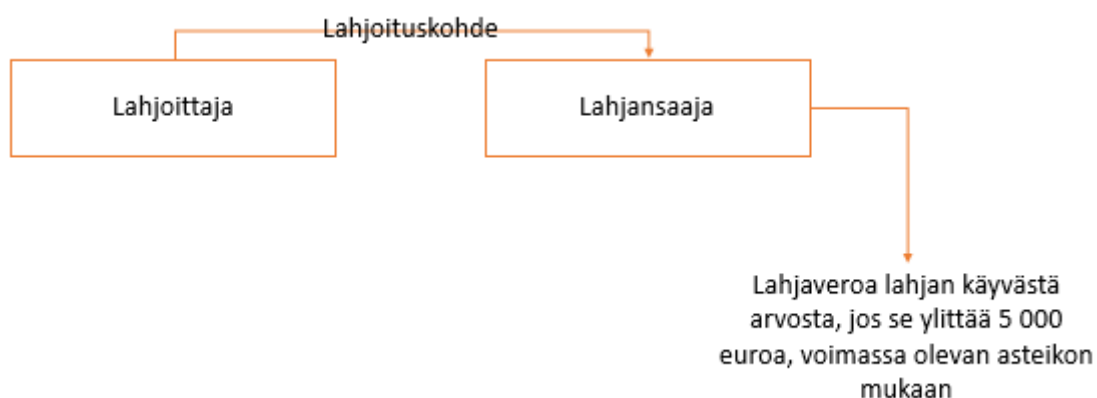 Lahjoituskohde
Lahjoittaja
Lahjansaaja
Lahjaveroa lahjan käyvästä
arvosta, jos se ylittää 5 000
euroa, voimassa olevan asteikon
mukaan